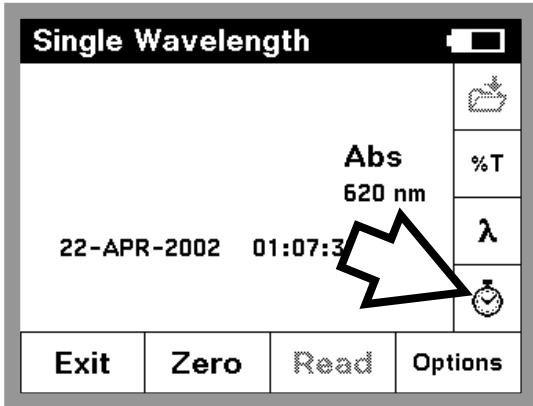 Single Wavelength
Abs
%T
620 nm
λ
22-APR-2002 01:07:3
Exit Zero Read Options